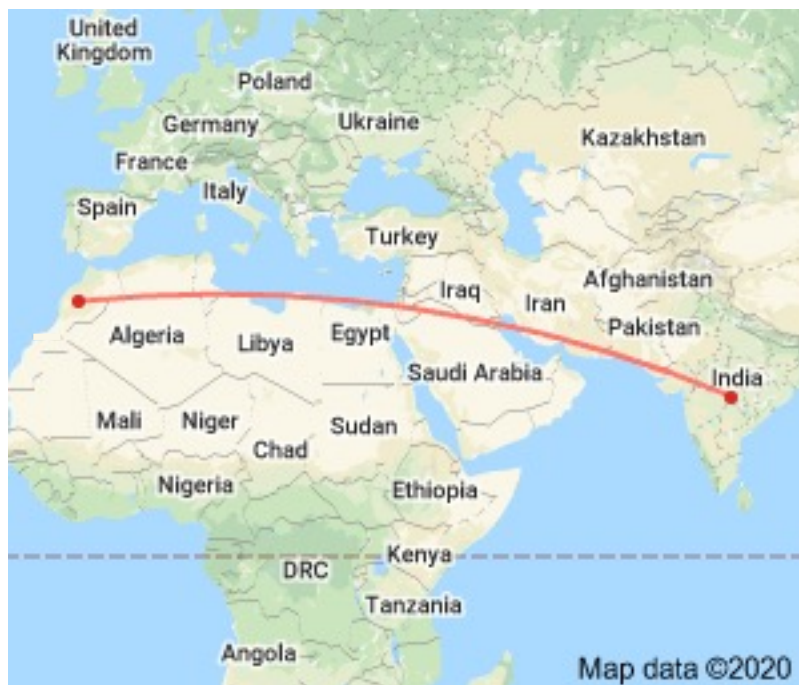 United
Kingdom
Poland
Germany
Ukraine
Kazakhstan
France
Italy
Spain
Turkey
Afghanistan
Iraq
Iran
Pakistan
Algeria
Egypt
Libya
Saudi Arabia
India
Mali
Niger
Sudan
Chad
Nigeria
Ethiopia
Kenya
DRC
Tanzania
Angola
Map data ©2020